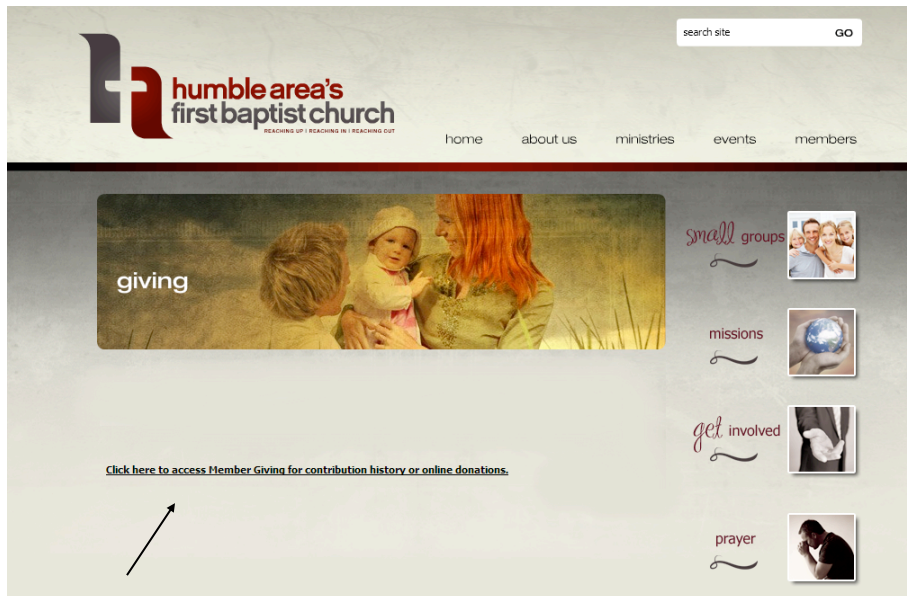 search site GO
humble area's
first baptist church
REACHING UP | REACHING IN | REACHING OUT
home about us ministries events members
giving
small groups
missions
get involved
Click here to access Member Giving for contribution history or online donations.
prayer